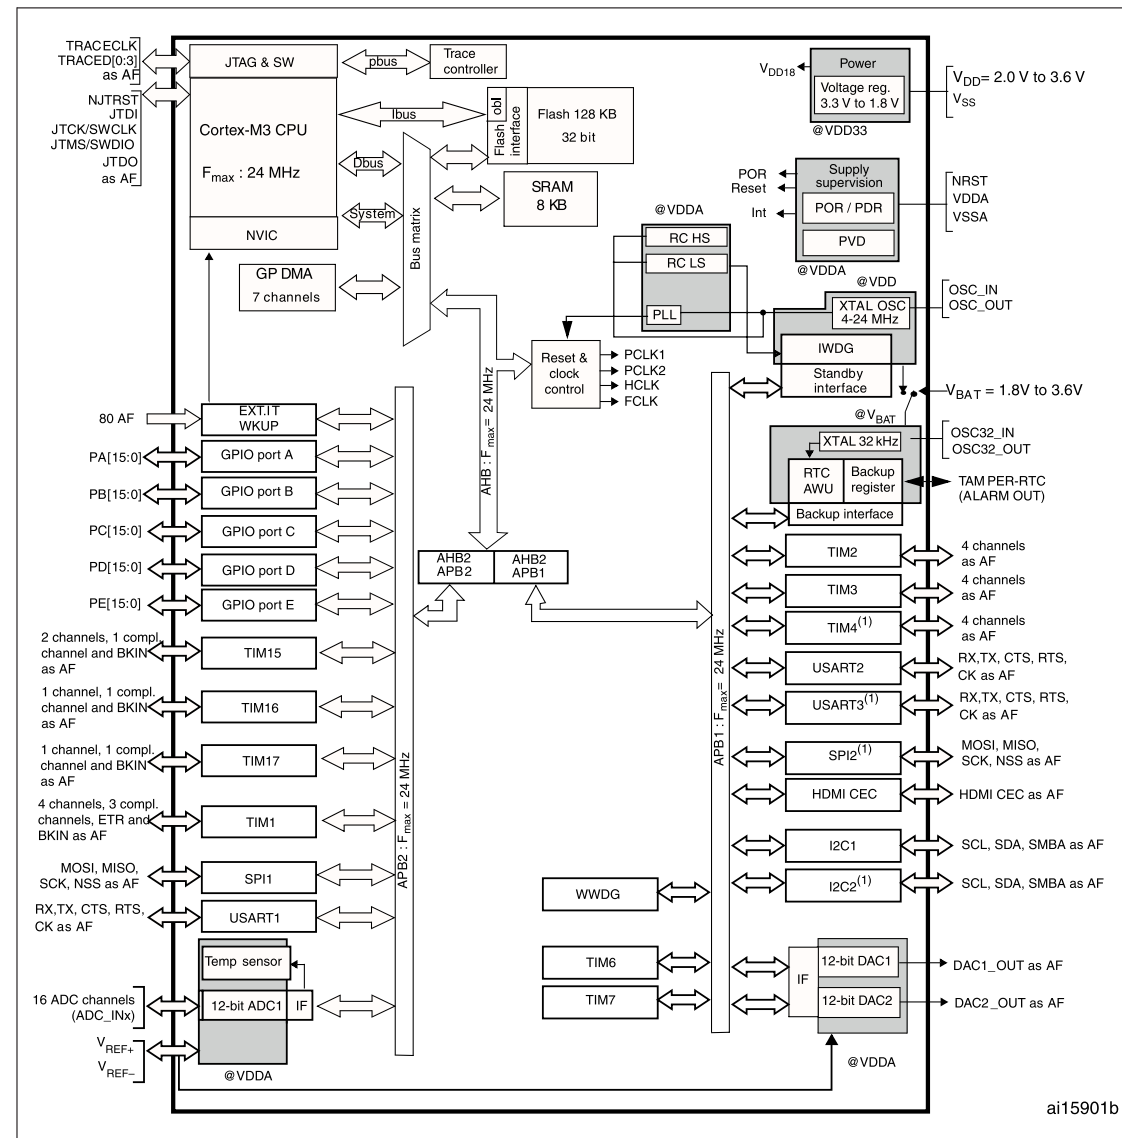 TRACECLK
TRACED[0:3]
as AF
NJTRST
JTDI
JTCK/SWCLK
JTMS/SWDIO
JTDO
as AF
JTAG & SW
pbus
Trace
controller
Cortex-M3 CPU
Fmax : 24 MHz
NVIC
Ibus
Dbus
System
Flash
obl
interface
Flash 128 KB
32 bit
SRAM
8 KB
GP DMA
7 channels
Bus matrix
@VDDA
RC HS
RC LS
PLL
Reset &
clock
control
PCLK1
PCLK2
HCLK
FCLK
VDD18
Power
Voltage reg.
3.3 V to 1.8 V
@VDD33
VDD= 2.0 V to 3.6 V
VSS
POR
Reset
Int
Supply
supervision
POR / PDR
PVD
@VDDA
NRST
VDDA
VSSA
@VDD
XTAL OSC
4-24 MHz
OSC_IN
OSC_OUT
IWDG
Standby
interface
VBAT = 1.8V to 3.6V
@VBAT
XTAL 32 kHz
OSC32_IN
OSC32_OUT
RTC
AWU
Backup
register
Backup interface
TAM PER-RTC
(ALARM OUT)
AHB : Fmax= 24 MHz
AHB2
APB2
AHB2
APB1
80 AF
EXT.IT
WKUP
PA[15:0]
GPIO port A
PB[15:0]
GPIO port B
PC[15:0]
GPIO port C
PD[15:0]
GPIO port D
PE[15:0]
GPIO port E
2 channels, 1 compl.
channel and BKIN
as AF
TIM15
1 channel, 1 compl.
channel and BKIN
as AF
TIM16
1 channel, 1 compl.
channel and BKIN
as AF
TIM17
4 channels, 3 compl.
channels, ETR and
BKIN as AF
TIM1
MOSI, MISO,
SCK, NSS as AF
SPI1
RX,TX, CTS, RTS,
CK as AF
USART1
Temp sensor
16 ADC channels
(ADC_INx)
12-bit ADC1
IF
VREF+
VREF–
@VDDA
APB2 : Fmax= 24 MHz
APB1 : Fmax= 24 MHz
TIM2
4 channels
as AF
TIM3
4 channels
as AF
TIM4(1)
4 channels
as AF
USART2
RX,TX, CTS, RTS,
CK as AF
USART3(1)
RX,TX, CTS, RTS,
CK as AF
SPI2(1)
MOSI, MISO,
SCK, NSS as AF
HDMI CEC
HDMI CEC as AF
I2C1
SCL, SDA, SMBA as AF
I2C2(1)
SCL, SDA, SMBA as AF
WWDG
TIM6
TIM7
IF
12-bit DAC1
DAC1_OUT as AF
12-bit DAC2
DAC2_OUT as AF
@VDDA
ai15901b